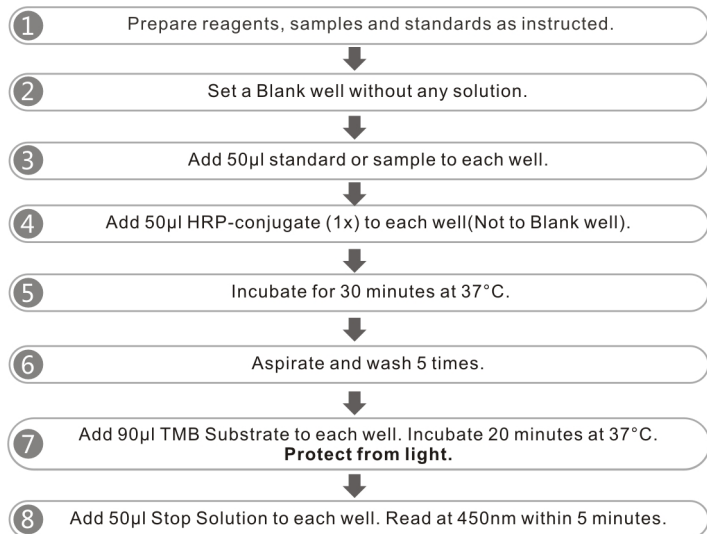 1 Prepare reagents, samples and standards as instructed.
2 Set a Blank well without any solution.
3 Add 50μl standard or sample to each well.
4 Add 50μl HRP-conjugate (1x) to each well(Not to Blank well).
5 Incubate for 30 minutes at 37°C.
6 Aspirate and wash 5 times.
7 Add 90μl TMB Substrate to each well. Incubate 20 minutes at 37°C.
Protect from light.
8 Add 50μl Stop Solution to each well. Read at 450nm within 5 minutes.